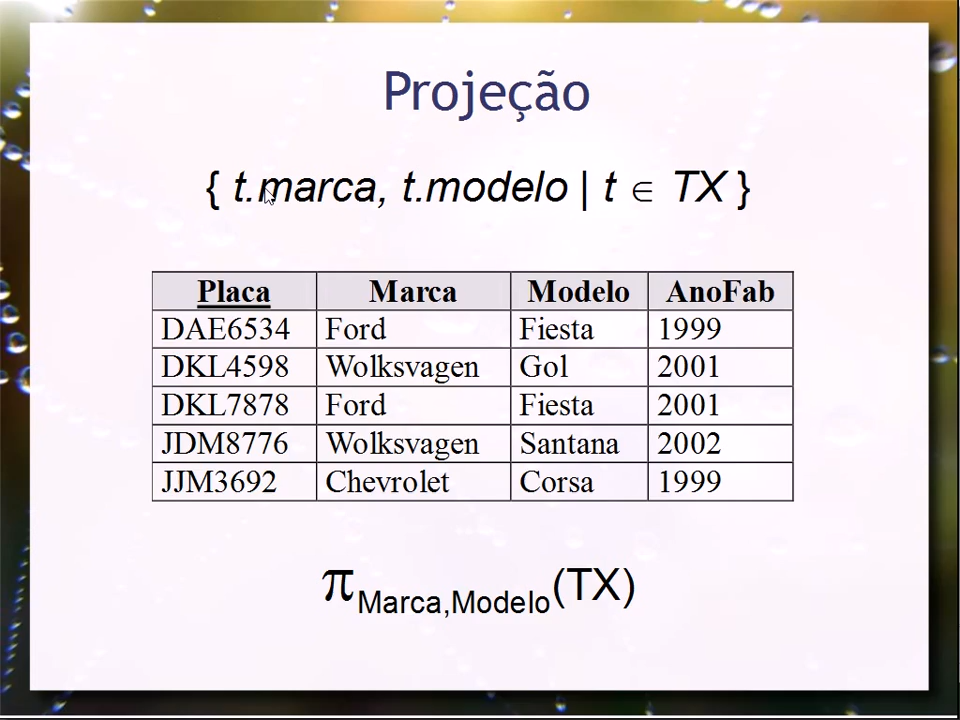 Projeção
{ t.marca, t.modelo | t ∈ TX }
Placa Marca Modelo AnoFab
DAE6534 Ford Fiesta 1999
DKL4598 Wolksvagen Gol 2001
DKL7878 Ford Fiesta 2001
JDM8776 Wolksvagen Santana 2002
JJM3692 Chevrolet Corsa 1999
πMarca,Modelo(TX)